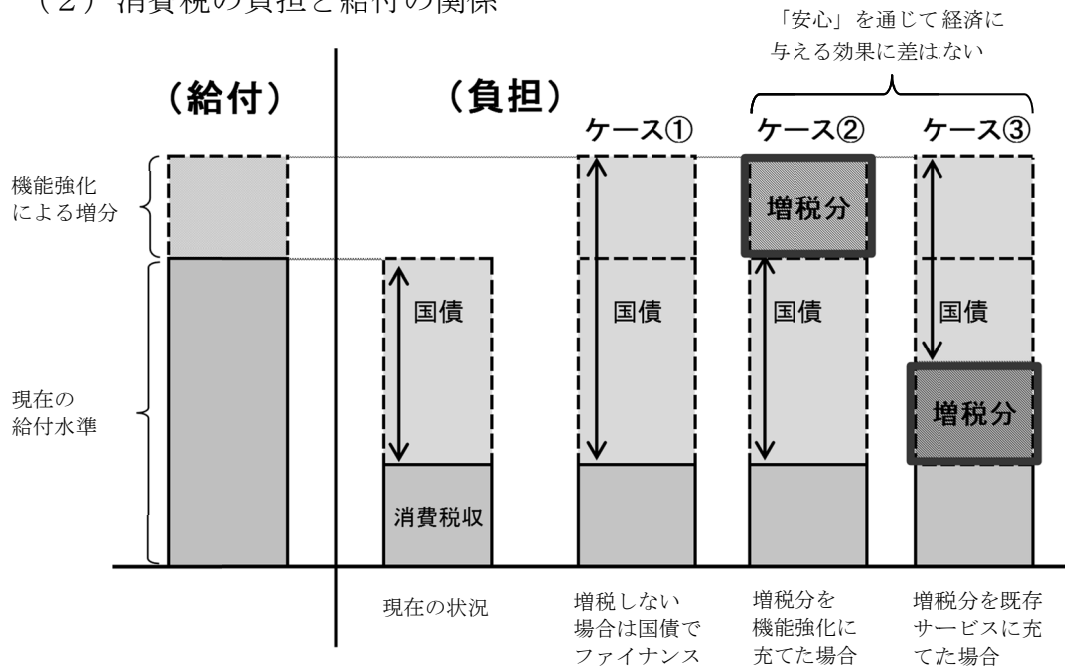 （２）消費税の負担と給付の関係
「安心」を通じて経済に
与える効果に差はない
（給付）
（負担）
ケース①
ケース②
ケース③
機能強化
による増分
増税分
国債
国債
国債
国債
現在の
給付水準
増税分
消費税収
現在の状況
増税しない
場合は国債で
ファイナンス
増税分を
機能強化に
充てた場合
増税分を既存
サービスに充
てた場合